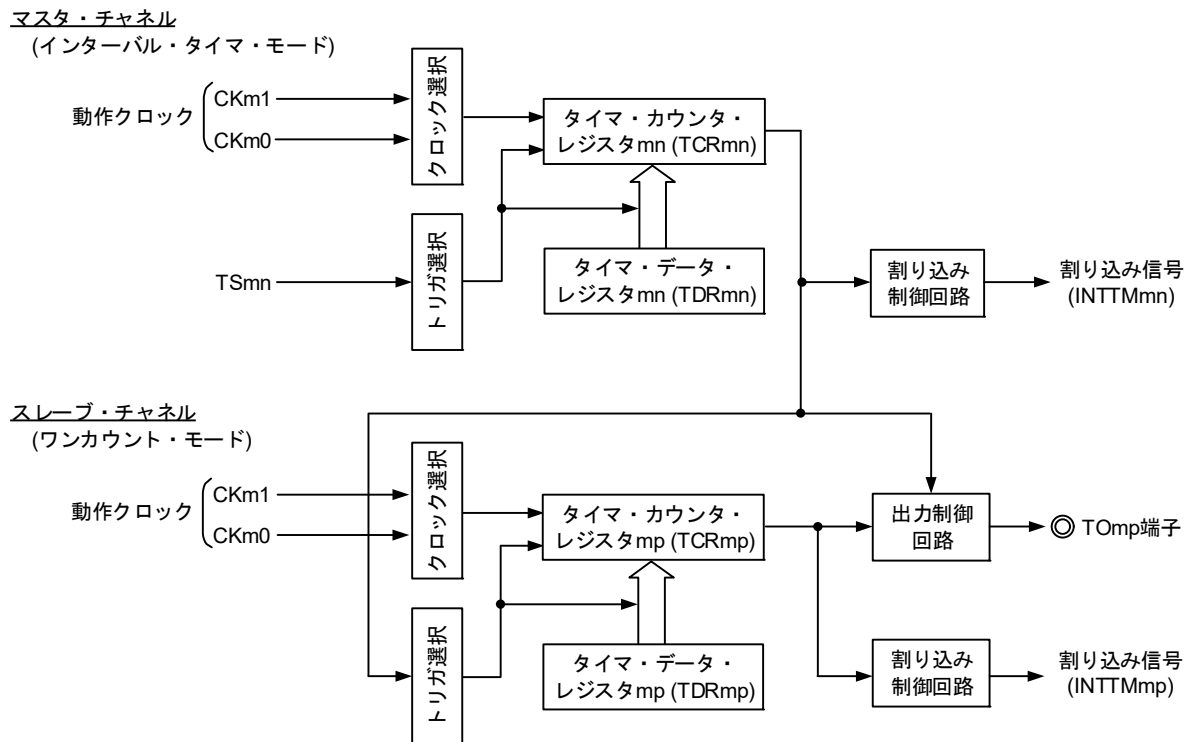 マスタ・チャネル
(インターバル・タイマ・モード)
動作クロック
CKm1
CKm0
クロック選択
タイマ・カウンタ・
レジスタmn (TCRmn)
TSmn
トリガ選択
タイマ・データ・
レジスタmn (TDRmn)
割り込み
制御回路
割り込み信号
(INTTMmn)
スレーブ・チャネル
(ワンカウント・モード)
動作クロック
CKm1
CKm0
クロック選択
タイマ・カウンタ・
レジスタmp (TCRmp)
出力制御
回路
TOmp端子
トリガ選択
タイマ・データ・
レジスタmp (TDRmp)
割り込み
制御回路
割り込み信号
(INTTMmp)